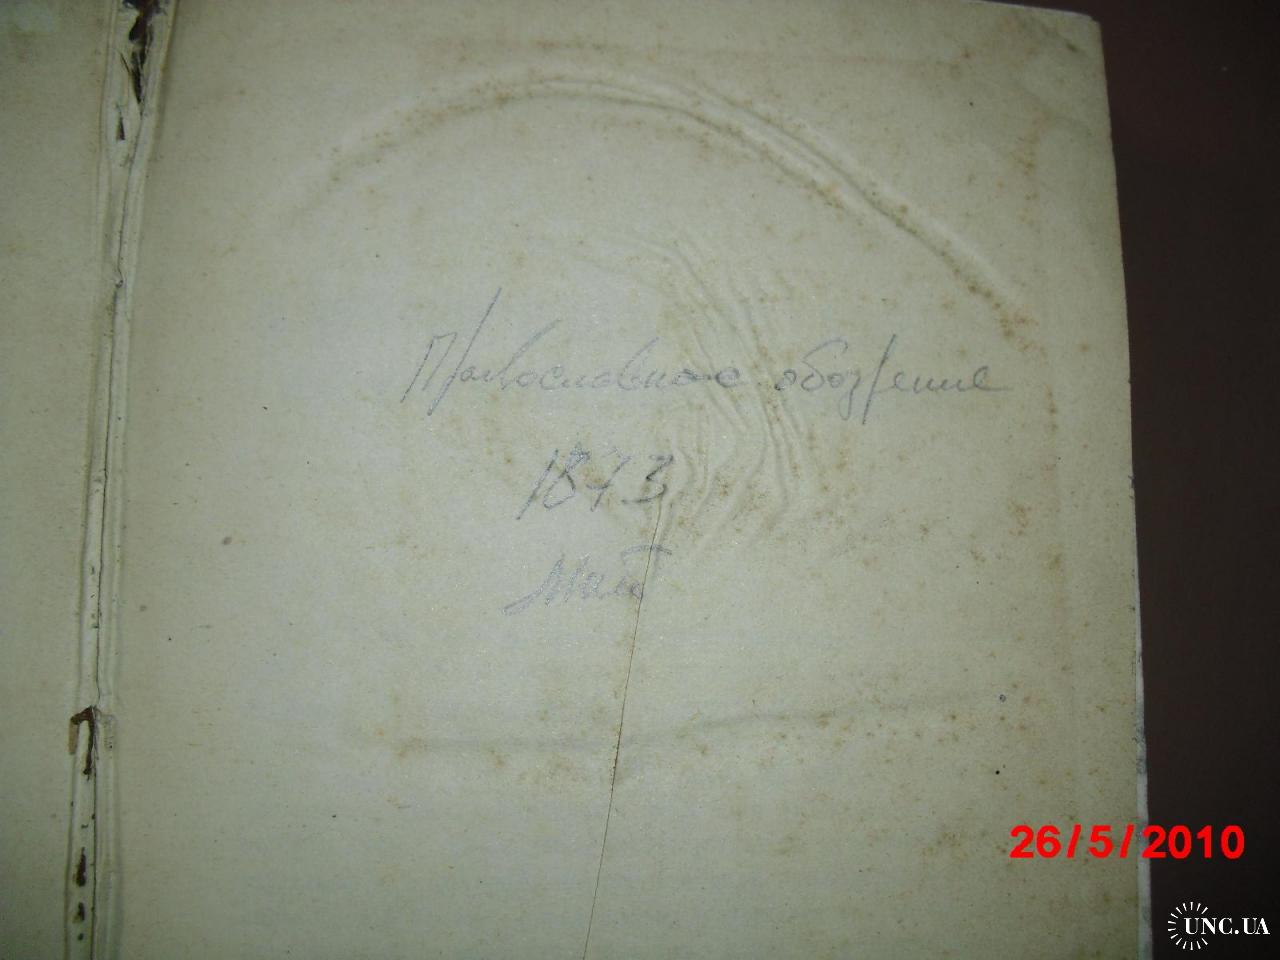 Православное обозрение
1873
Май
26/5/2010
UNC.UA